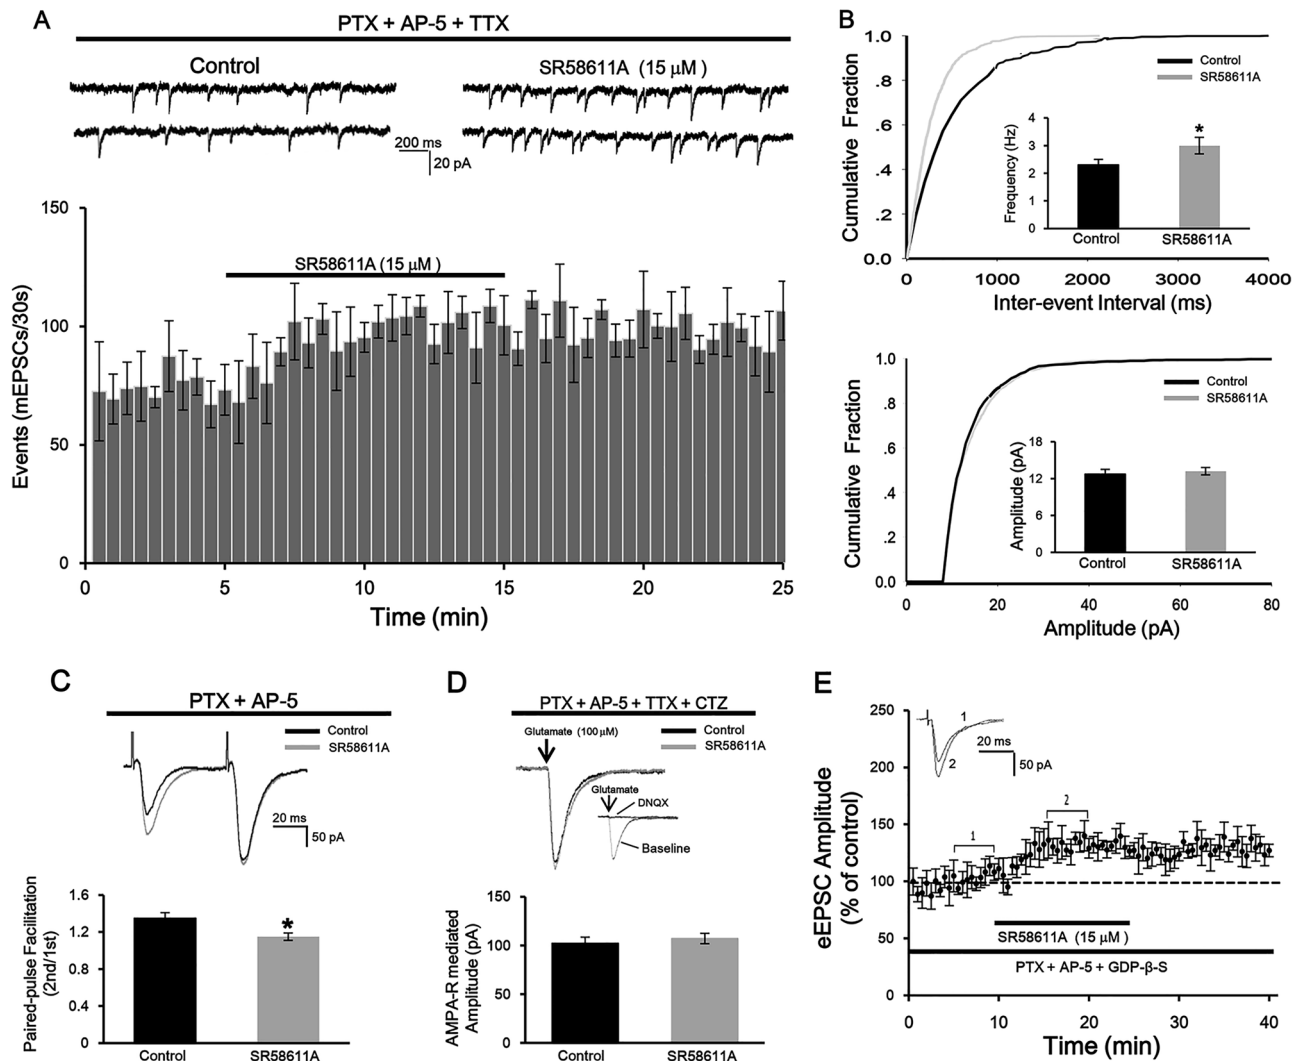 A
PTX + AP-5 + TTX
Control
SR58611A (15 μM)
200 ms
20 pA
150
100
50
0
Events (mEPSCs/30s)
SR58611A (15 μM)
0 5 10 15 20 25
Time (min)
B
1.0
.8
.6
.4
.2
0.0
Cumulative Fraction
Control
SR58611A
4
3
2
1
0
Frequency (Hz)
*
Control SR58611A
0 1000 2000 3000 4000
Inter-event Interval (ms)
1.0
.8
.6
.4
.2
0.0
Cumulative Fraction
Control
SR58611A
18
12
6
0
Amplitude (pA)
Control SR58611A
0 20 40 60 80
Amplitude (pA)
C
PTX + AP-5
Control
SR58611A
20 ms
50 pA
1.6
1.2
0.8
0.4
0
Paired-pulse Facilitation
(2nd/1st)
*
Control SR58611A
D
PTX + AP-5 + TTX + CTZ
Glutamate (100 μM)
Control
SR58611A
Glutamate
DNQX
Baseline
150
100
50
0
AMPA-R mediated
Amplitude (pA)
Control SR58611A
E
250
200
150
100
50
0
eEPSC Amplitude
(% of control)
1
2
20 ms
50 pA
1
2
SR58611A (15 μM)
PTX + AP-5 + GDP-β-S
0 10 20 30 40
Time (min)